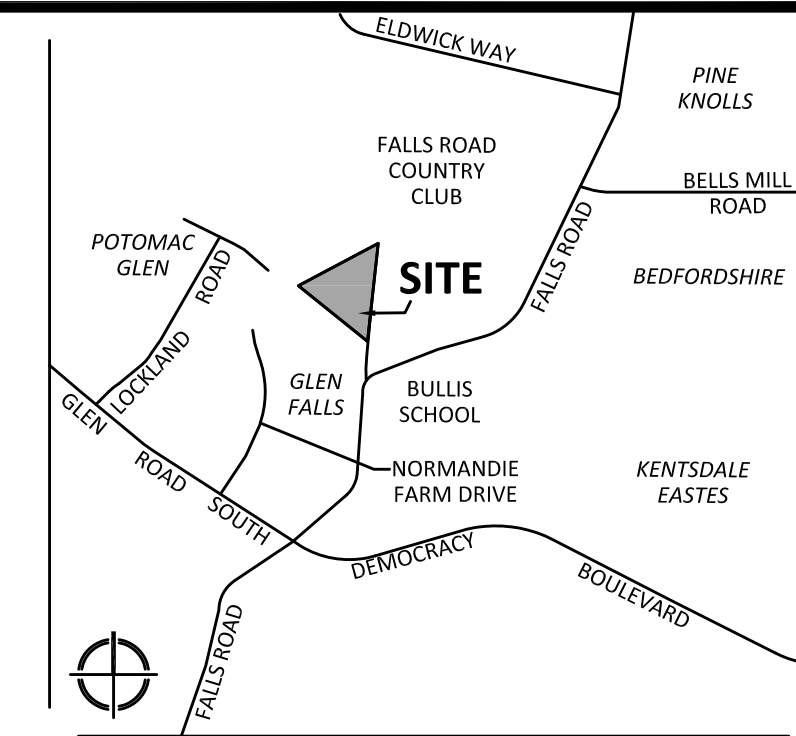 ELDWICK WAY
PINE
KNOLLS
FALLS ROAD
COUNTRY
CLUB
BELLS MILL
ROAD
FALLS ROAD
POTOMAC
GLEN
SITE
BEDFORDSHIRE
LOCKLAND ROAD
GLEN
FALLS
BULLIS
SCHOOL
GLEN ROAD SOUTH
NORMANDIE
FARM DRIVE
KENTSDALE
EASTES
DEMOCRACY BOULEVARD
FALLS ROAD